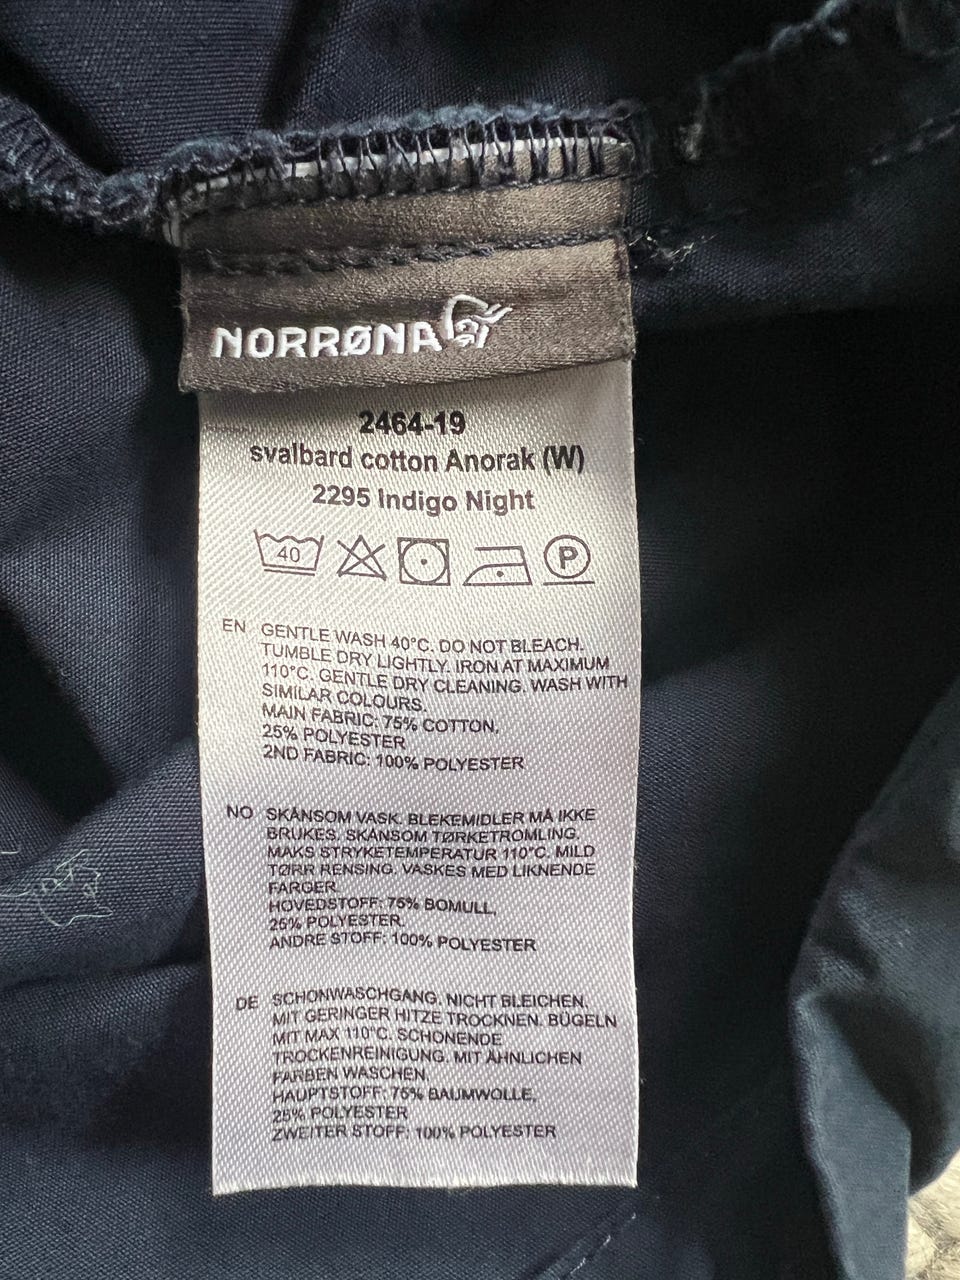 NORRØNA
2464-19
svalbard cotton Anorak (W)
2295 Indigo Night
40
P
EN GENTLE WASH 40°C. DO NOT BLEACH.
TUMBLE DRY LIGHTLY. IRON AT MAXIMUM
110°C. GENTLE DRY CLEANING. WASH WITH
SIMILAR COLOURS.
MAIN FABRIC: 75% COTTON,
25% POLYESTER
2ND FABRIC: 100% POLYESTER
NO SKÅNSOM VASK. BLEKEMIDLER MÅ IKKE
BRUKES. SKÅNSOM TØRKETROMLING.
MAKS STRYKETEMPERATUR 110°C. MILD
TØRR RENSING. VASKES MED LIKNENDE
FARGER.
HOVEDSTOFF: 75% BOMULL,
25% POLYESTER.
ANDRE STOFF: 100% POLYESTER
DE SCHONWASCHGANG. NICHT BLEICHEN.
MIT GERINGER HITZE TROCKNEN. BÜGELN
MIT MAX 110°C. SCHONENDE
TROCKENREINIGUNG. MIT ÄHNLICHEN
FARBEN WASCHEN.
HAUPTSTOFF: 75% BAUMWOLLE,
25% POLYESTER
ZWEITER STOFF: 100% POLYESTER